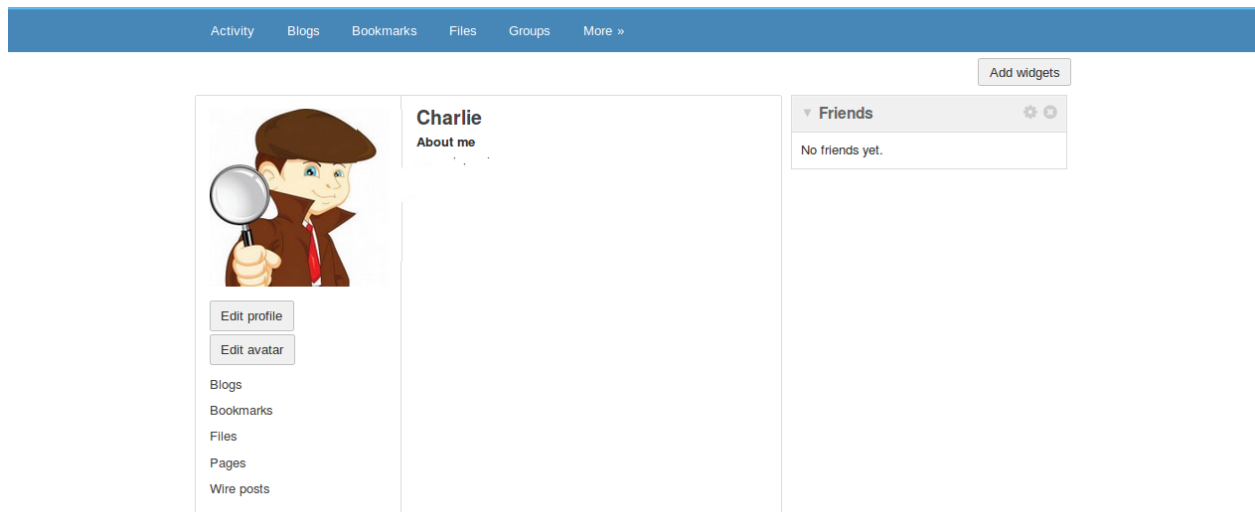 Activity Blogs Bookmarks Files Groups More »
Add widgets
Charlie
About me
Edit profile
Edit avatar
Blogs
Bookmarks
Files
Pages
Wire posts
Friends
No friends yet.